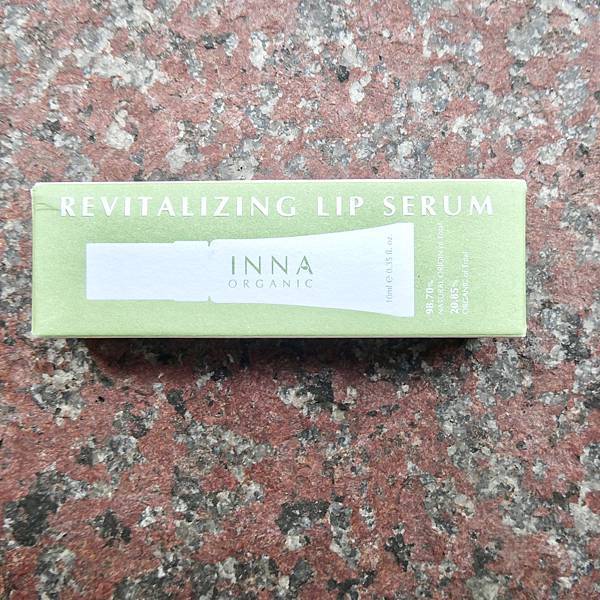 REVITALIZING LIP SERUM
INNA
ORGANIC
10ml e 0.35 fl. oz.
98.70%
NATURAL ORIGIN of Total
20.85%
ORGANIC of Total